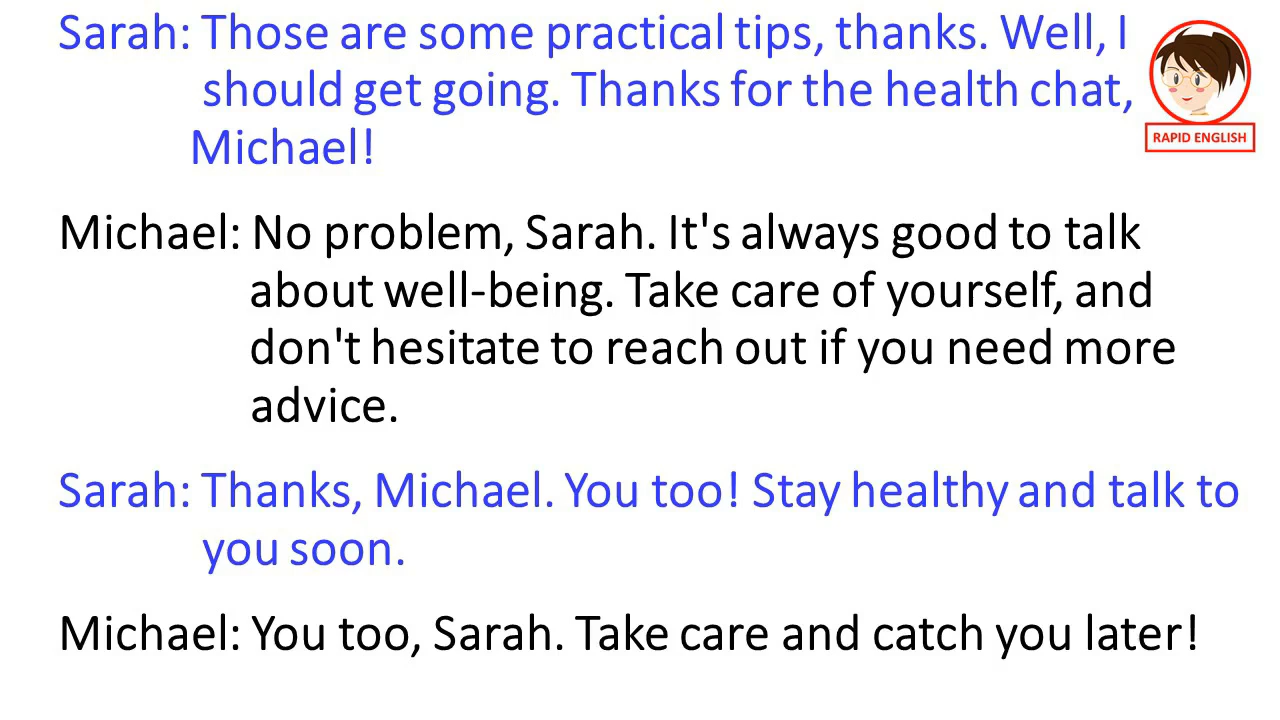 Sarah: Those are some practical tips, thanks. Well, I
should get going. Thanks for the health chat,
Michael!
RAPID ENGLISH
Michael: No problem, Sarah. It's always good to talk
about well-being. Take care of yourself, and
don't hesitate to reach out if you need more
advice.
Sarah: Thanks, Michael. You too! Stay healthy and talk to
you soon.
Michael: You too, Sarah. Take care and catch you later!